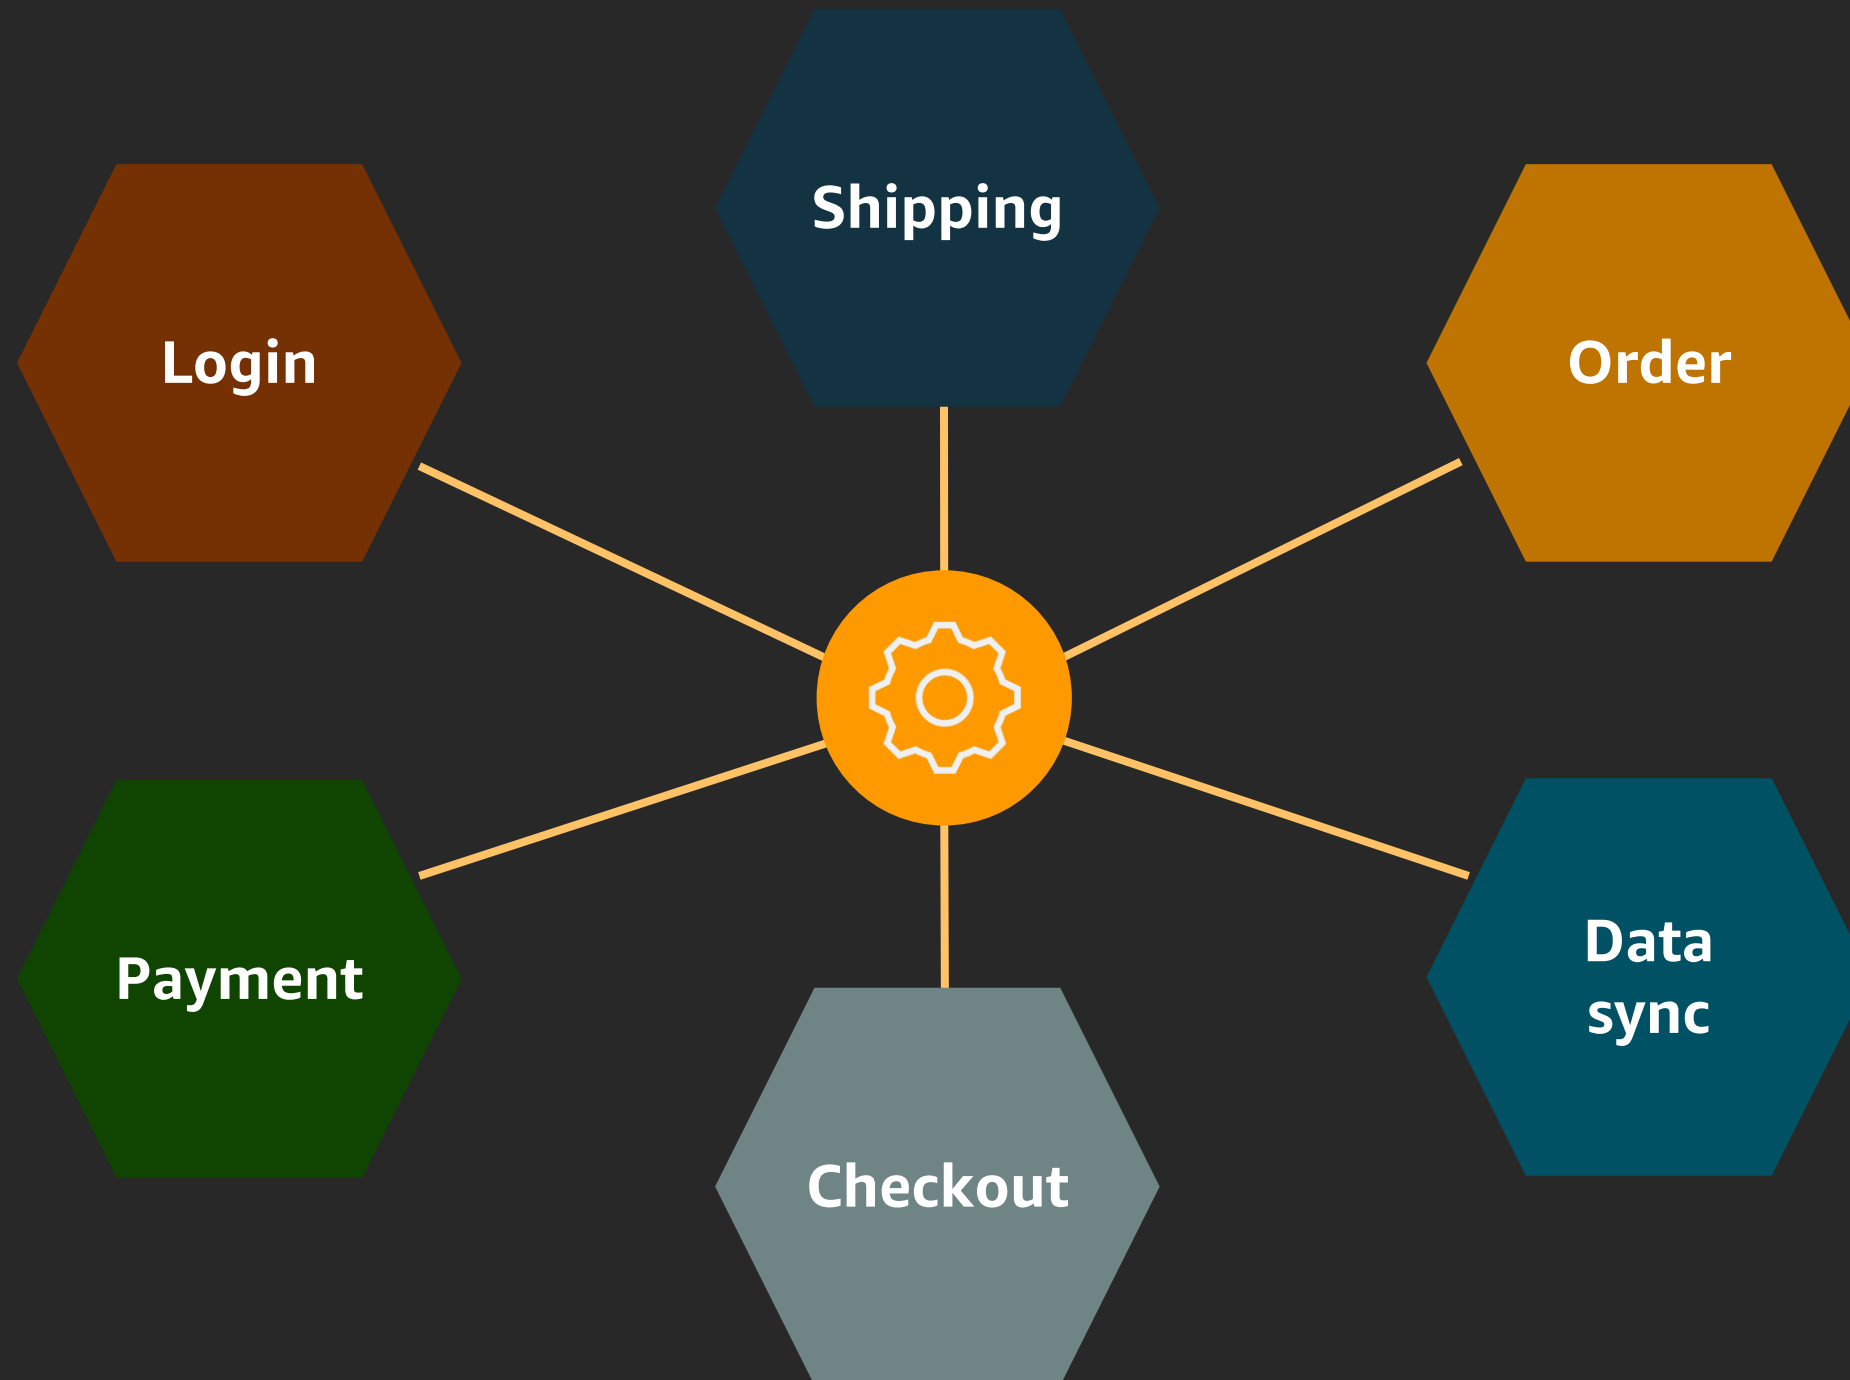 Shipping
Login
Order
Payment
Data
sync
Checkout